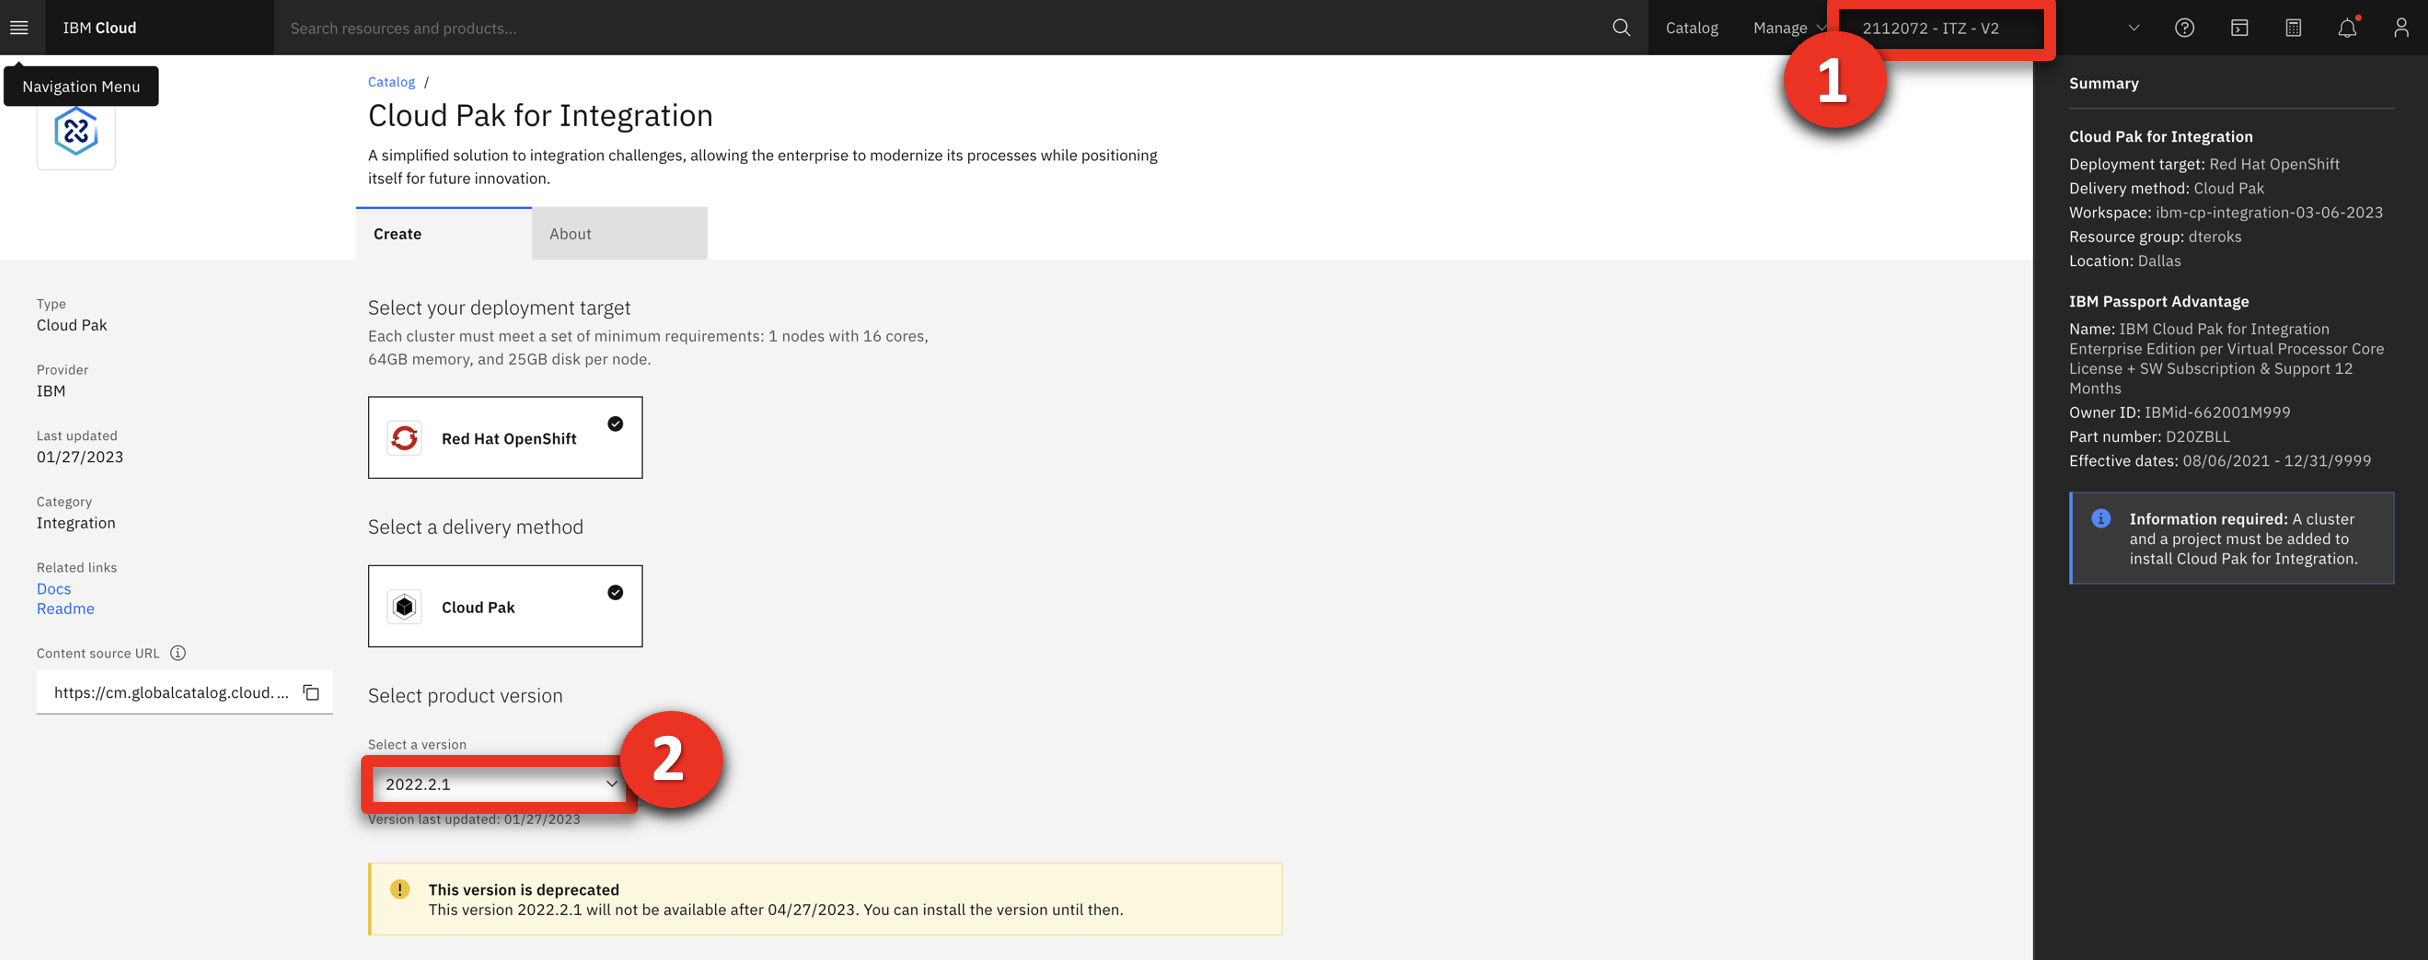 IBM Cloud
Search resources and products...
Catalog
Manage
2112072 - ITZ - V2
1
Navigation Menu
Catalog /
Cloud Pak for Integration
A simplified solution to integration challenges, allowing the enterprise to modernize its processes while positioning
itself for future innovation.
Create
About
Type
Cloud Pak
Provider
IBM
Last updated
01/27/2023
Category
Integration
Related links
Docs
Readme
Content source URL
https://cm.globalcatalog.cloud. ...
Select your deployment target
Each cluster must meet a set of minimum requirements: 1 nodes with 16 cores,
64GB memory, and 25GB disk per node.
Red Hat OpenShift
Select a delivery method
Cloud Pak
Select product version
Select a version
2022.2.1
2
Version last updated: 01/27/2023
This version is deprecated
This version 2022.2.1 will not be available after 04/27/2023. You can install the version until then.
Summary
Cloud Pak for Integration
Deployment target: Red Hat OpenShift
Delivery method: Cloud Pak
Workspace: ibm-cp-integration-03-06-2023
Resource group: dteroks
Location: Dallas
IBM Passport Advantage
Name: IBM Cloud Pak for Integration
Enterprise Edition per Virtual Processor Core
License + SW Subscription & Support 12
Months
Owner ID: IBMid-662001M999
Part number: D20ZBLL
Effective dates: 08/06/2021 - 12/31/9999
Information required: A cluster
and a project must be added to
install Cloud Pak for Integration.